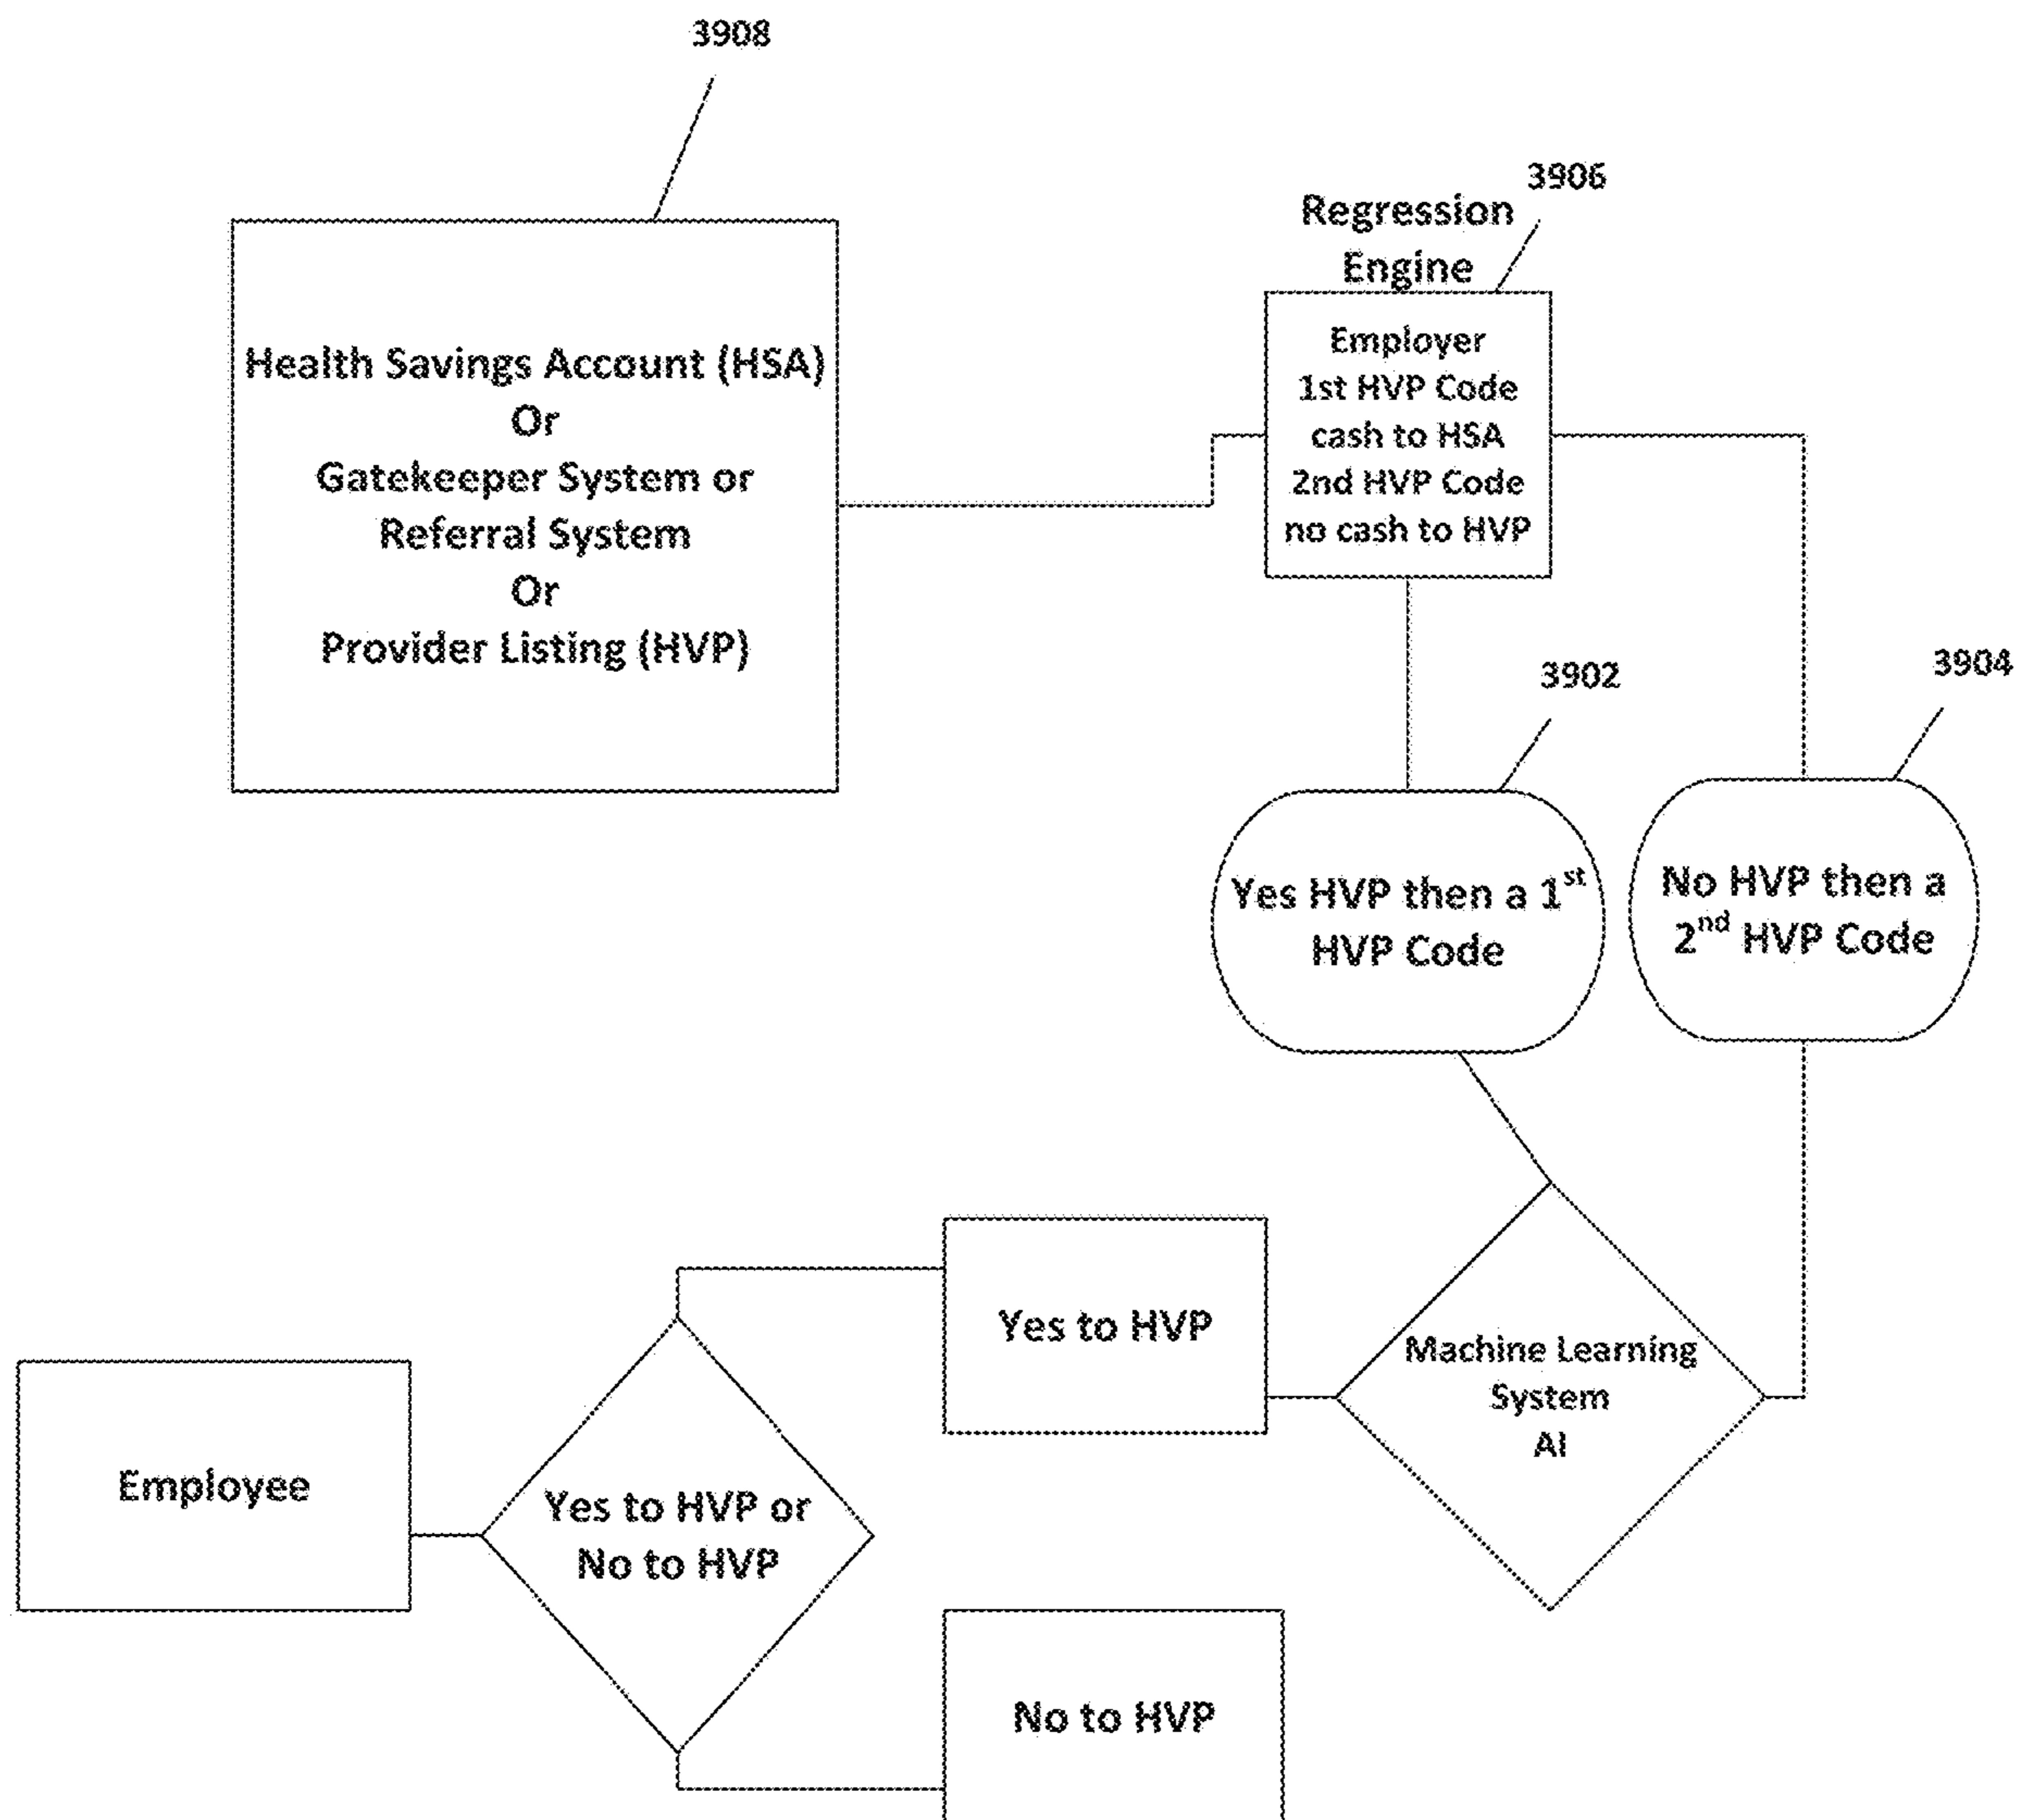 3908
3906
Regression
Engine
Health Savings Account (HSA)
Or
Gatekeeper System or
Referral System
Or
Provider Listing (HVP)
Employer
1st HVP Code
cash to HSA
2nd HVP Code
no cash to HVP
3902
3904
Yes HVP then a 1st
HVP Code
No HVP then a
2nd HVP Code
Yes to HVP
Machine Learning
System
AI
Employee
Yes to HVP or
No to HVP
No to HVP